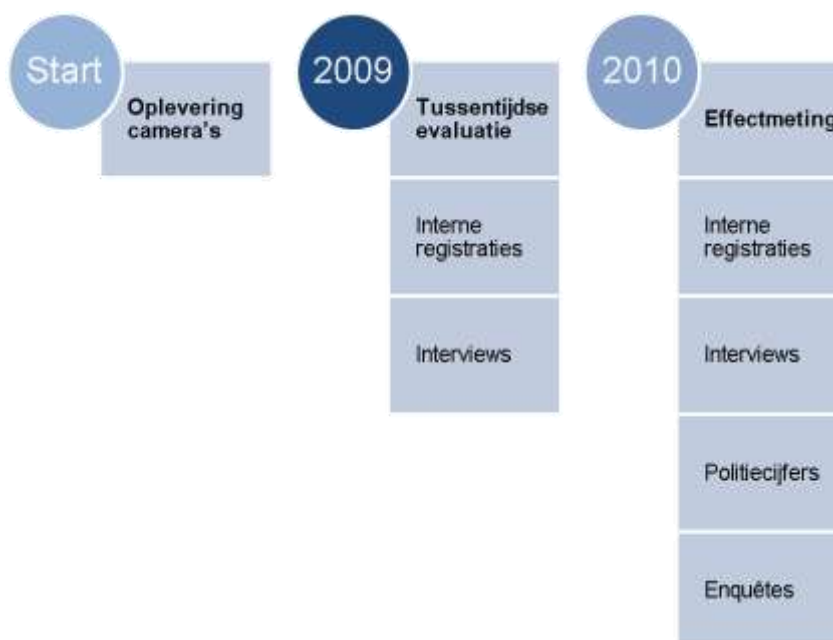 Start
Oplevering
camera's
2009
Tussentijdse
evaluatie
Interne
registraties
Interviews
2010
Effectmeting
Interne
registraties
Interviews
Politiecijfers
Enquêtes